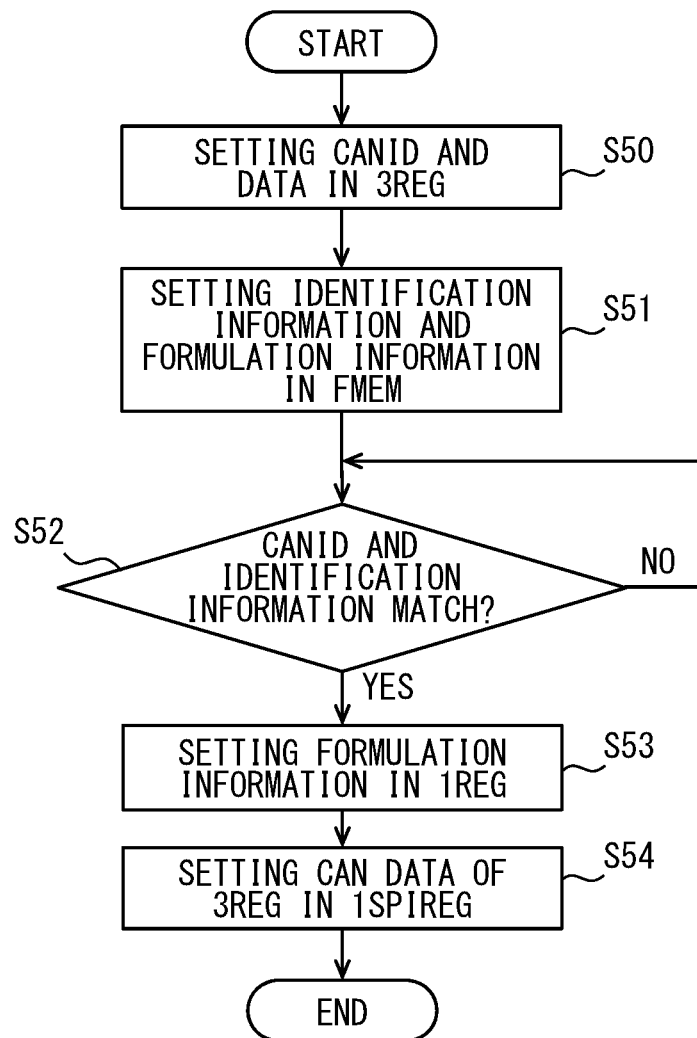 START
SETTING CANID AND
DATA IN 3REG
S50
SETTING IDENTIFICATION
INFORMATION AND
FORMULATION INFORMATION
IN FMEM
S51
S52
CANID AND
IDENTIFICATION
INFORMATION MATCH?
NO
YES
SETTING FORMULATION
INFORMATION IN 1REG
S53
SETTING CAN DATA OF
3REG IN 1SPIREG
S54
END